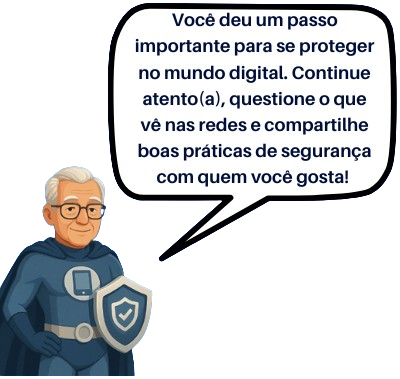 Você deu um passo
importante para se proteger
no mundo digital. Continue
atento(a), questione o que
vê nas redes e compartilhe
boas práticas de segurança
com quem você gosta!